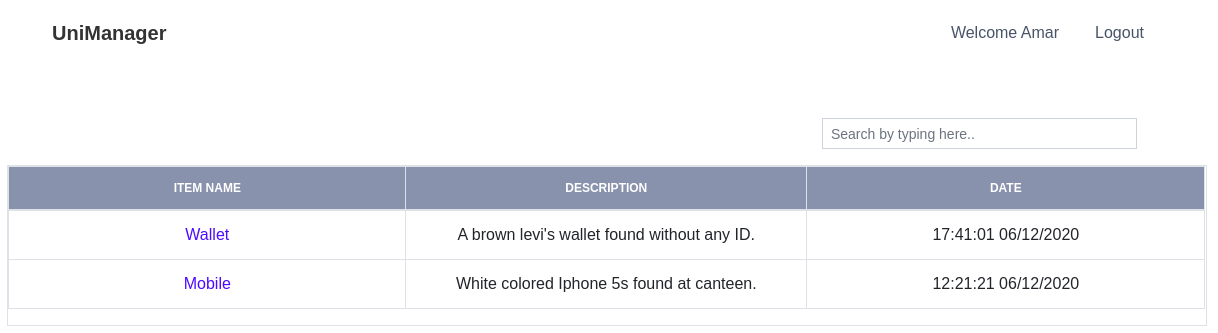 UniManager Welcome Amar Logout
Search by typing here..
ITEM NAME DESCRIPTION DATE
Wallet A brown levi's wallet found without any ID. 17:41:01 06/12/2020
Mobile White colored Iphone 5s found at canteen. 12:21:21 06/12/2020